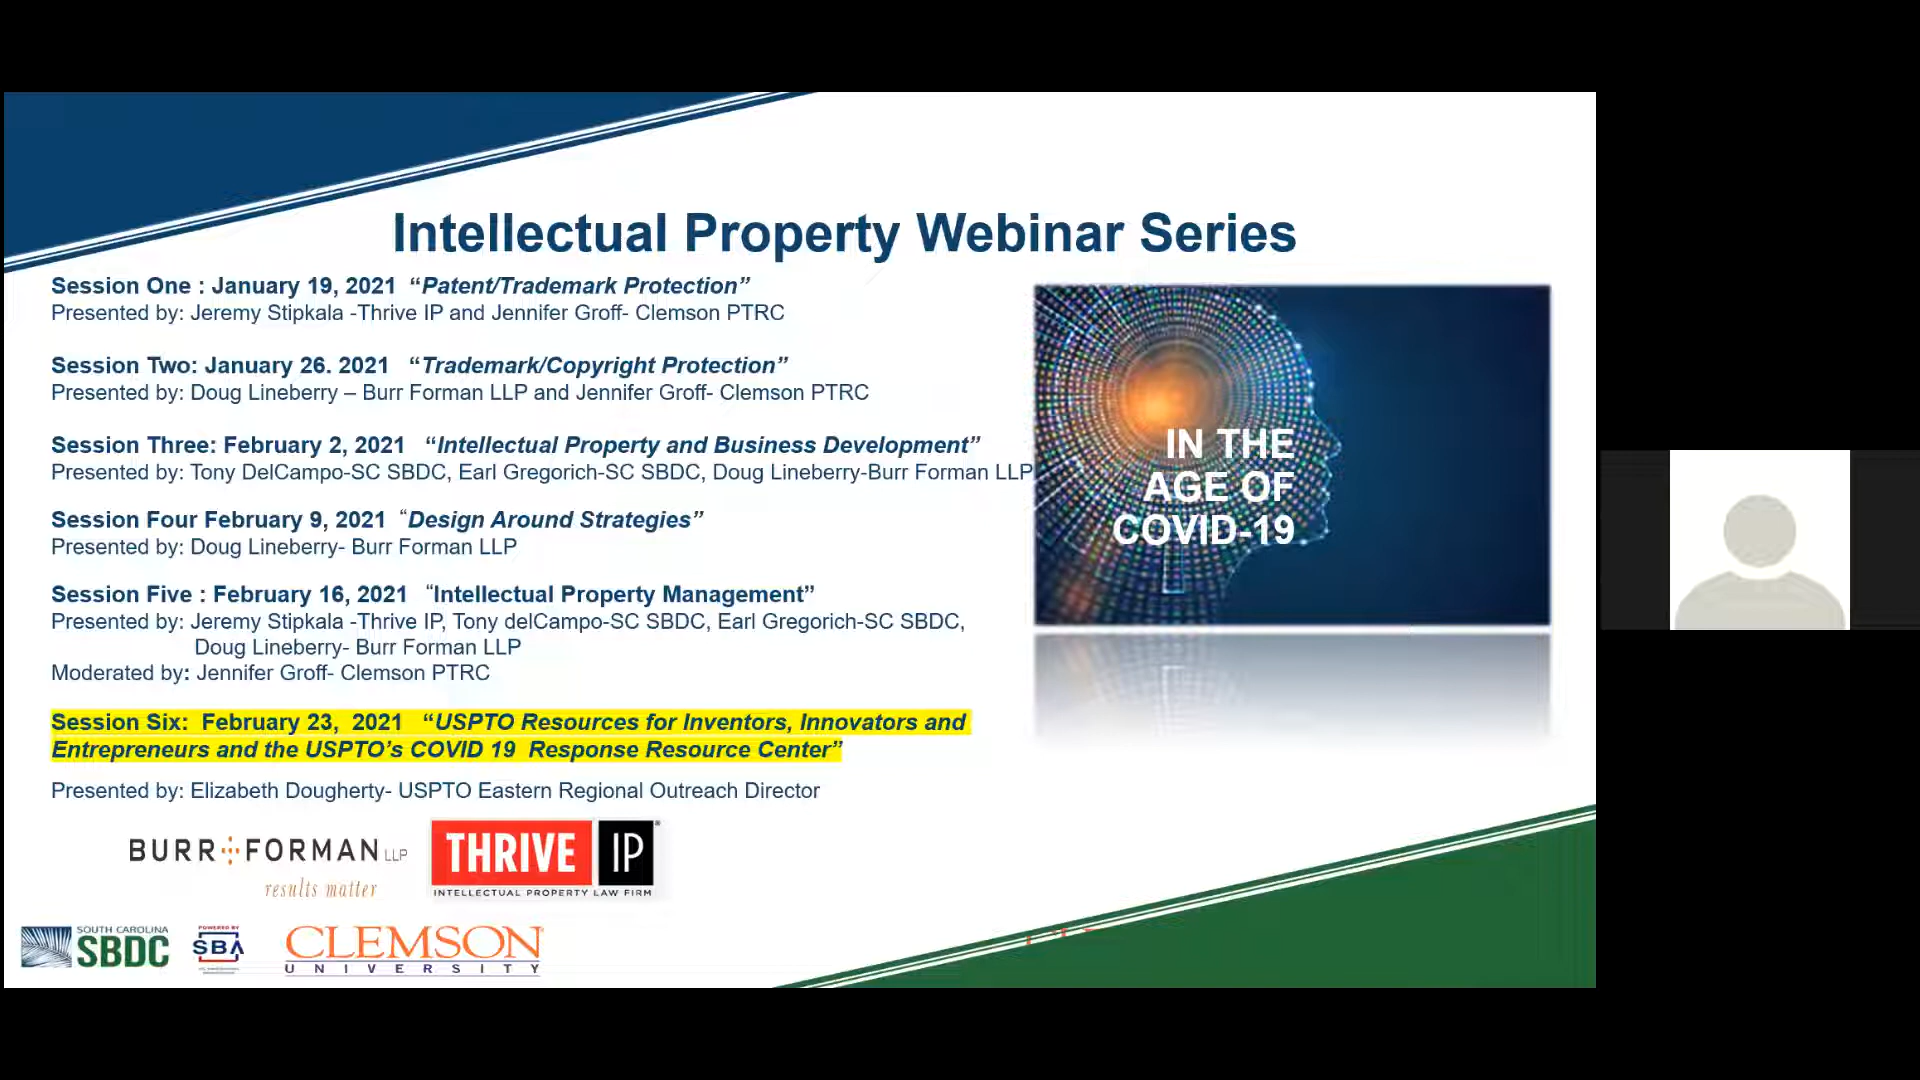 Intellectual Property Webinar Series
Session One : January 19, 2021 “Patent/Trademark Protection”
Presented by: Jeremy Stipkala -Thrive IP and Jennifer Groff- Clemson PTRC
Session Two: January 26. 2021 “Trademark/Copyright Protection”
Presented by: Doug Lineberry – Burr Forman LLP and Jennifer Groff- Clemson PTRC
Session Three: February 2, 2021 “Intellectual Property and Business Development”
Presented by: Tony DelCampo-SC SBDC, Earl Gregorich-SC SBDC, Doug Lineberry-Burr Forman LLP
Session Four February 9, 2021 “Design Around Strategies”
Presented by: Doug Lineberry- Burr Forman LLP
Session Five : February 16, 2021 “Intellectual Property Management”
Presented by: Jeremy Stipkala -Thrive IP, Tony delCampo-SC SBDC, Earl Gregorich-SC SBDC,
Doug Lineberry- Burr Forman LLP
Moderated by: Jennifer Groff- Clemson PTRC
Session Six: February 23, 2021 “USPTO Resources for Inventors, Innovators and
Entrepreneurs and the USPTO’s COVID 19 Response Resource Center”
Presented by: Elizabeth Dougherty- USPTO Eastern Regional Outreach Director
IN THE
AGE OF
COVID-19
BURR FORMAN LLP
results matter
THRIVE IP®
INTELLECTUAL PROPERTY LAW FIRM
SOUTH CAROLINA
SBDC
POWERED BY
SBA
CLEMSON®
UNIVERSITY